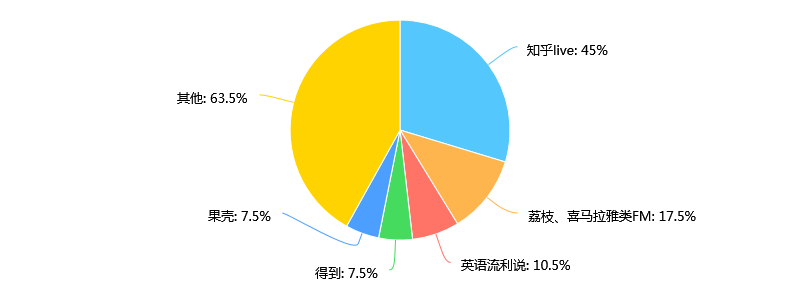 知乎live: 45%
其他: 63.5%
荔枝、喜马拉雅类FM: 17.5%
果壳: 7.5%
英语流利说: 10.5%
得到: 7.5%